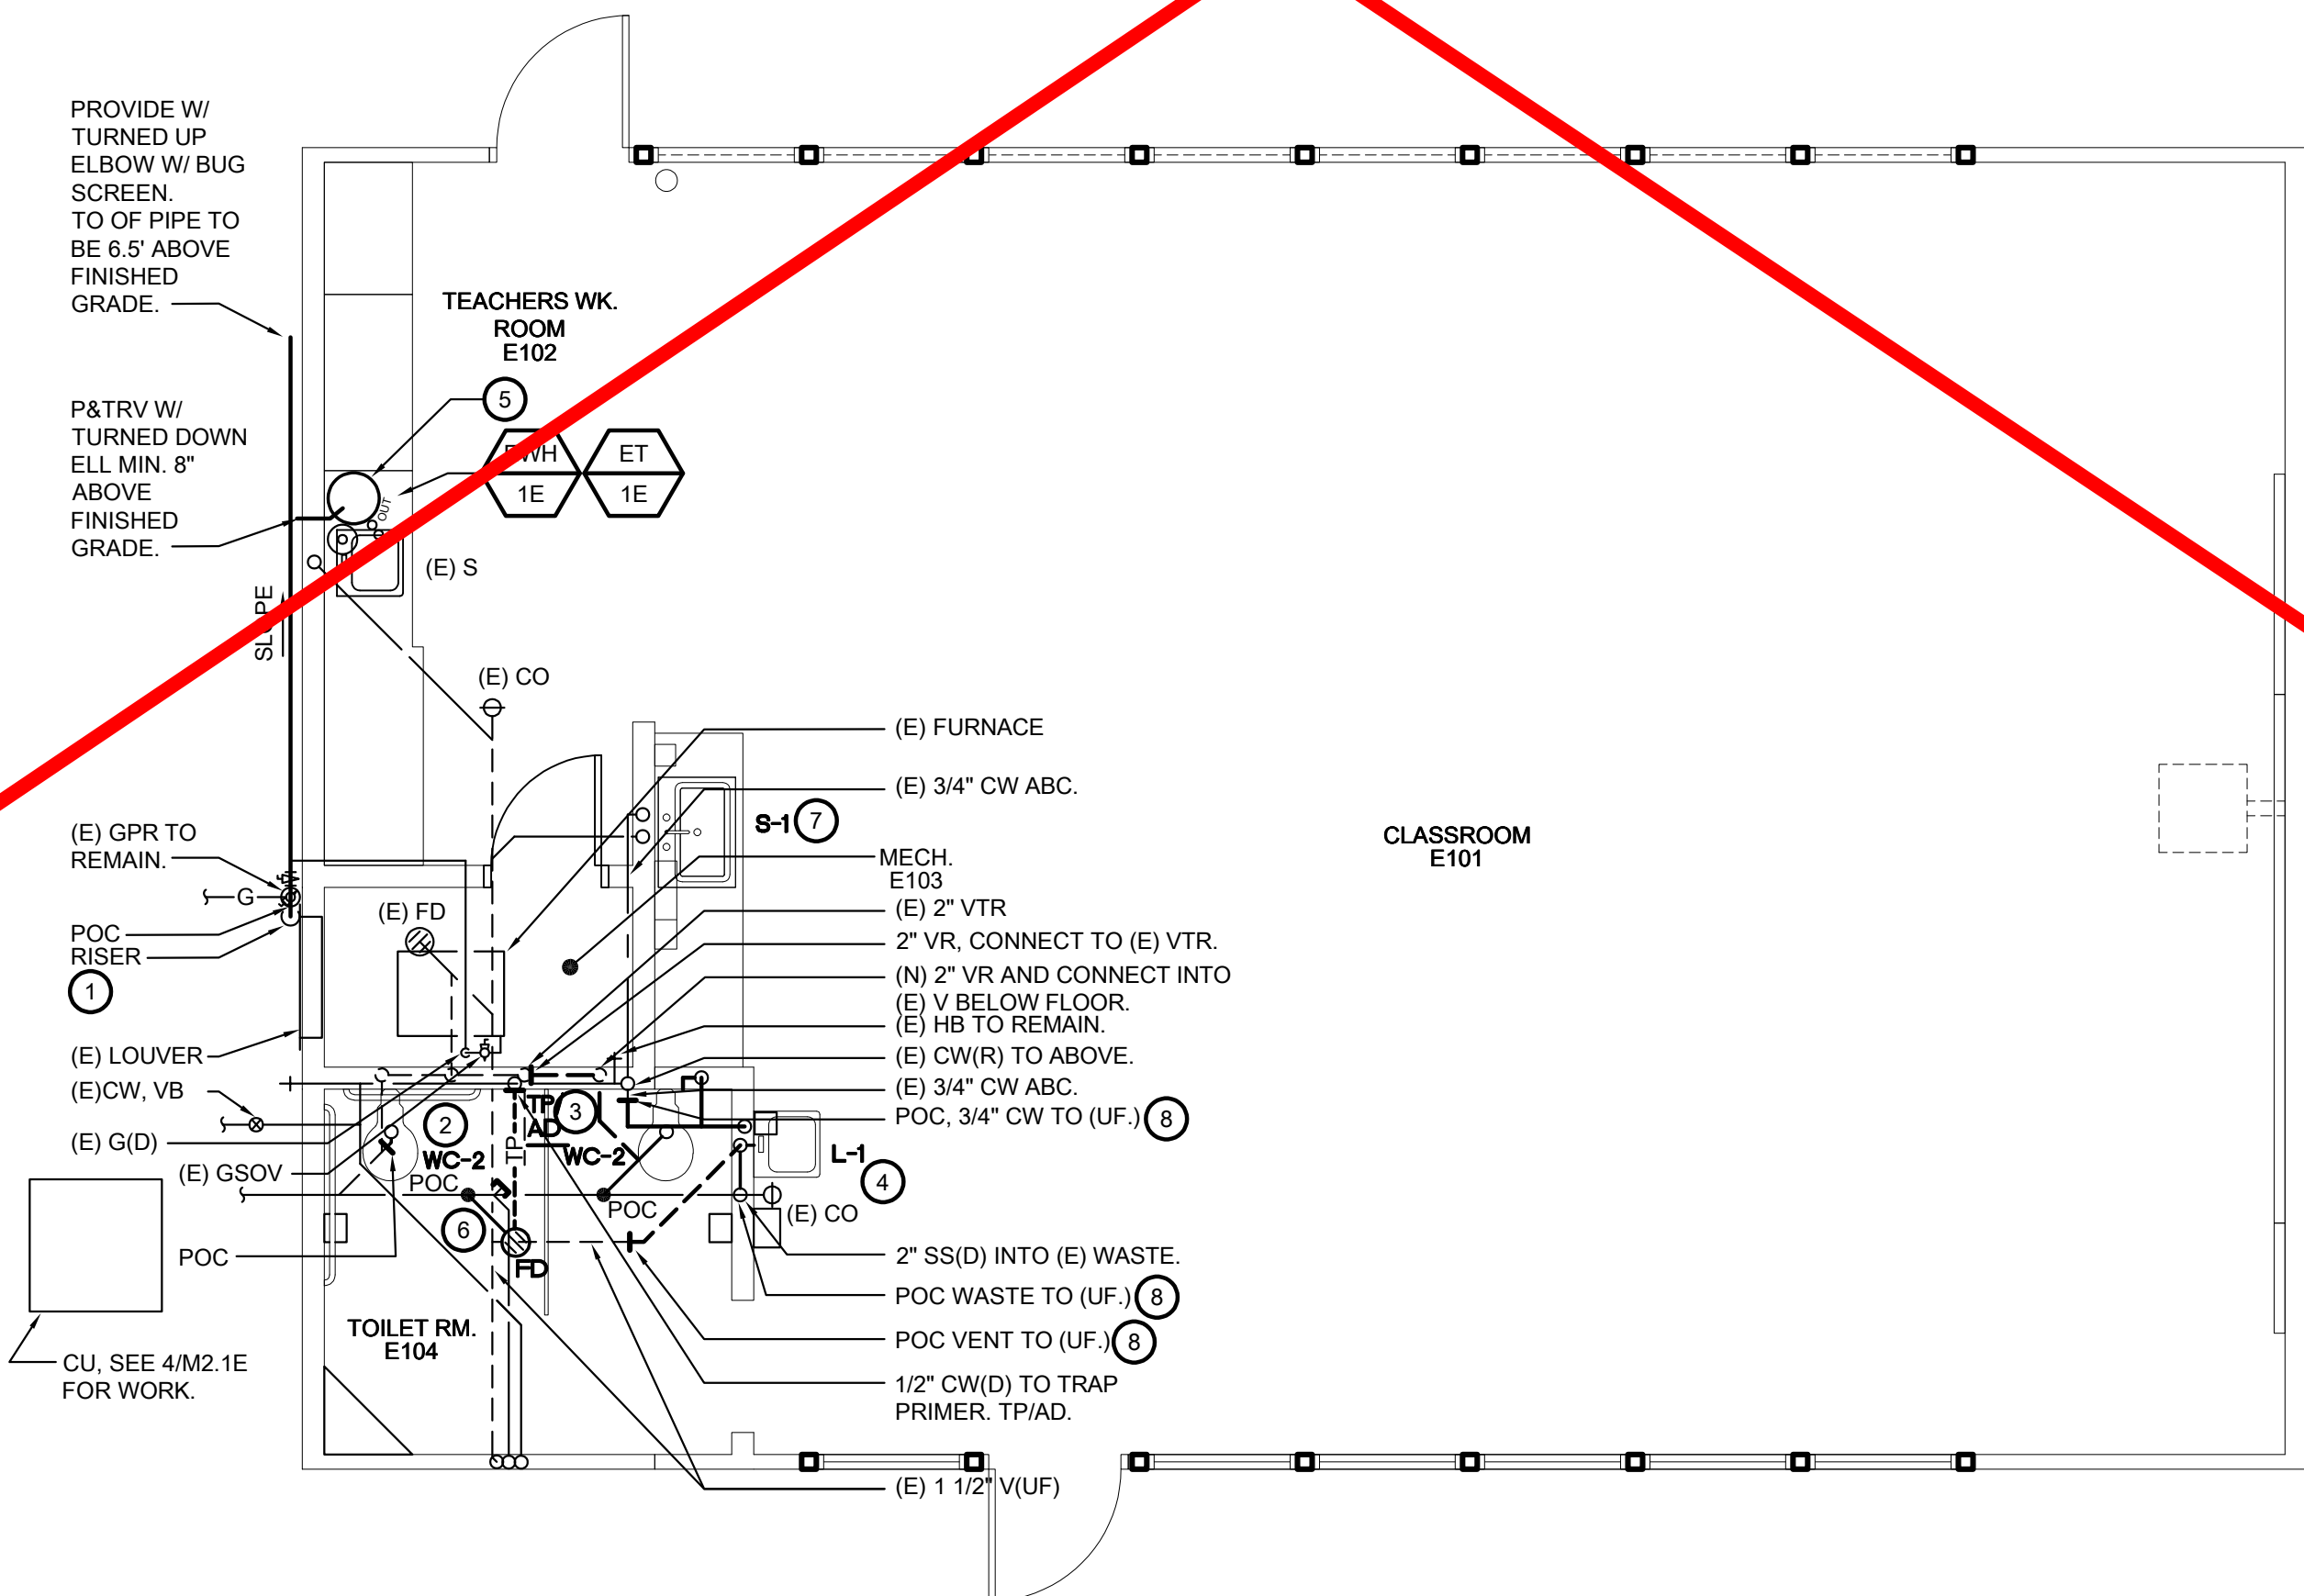 PROVIDE W/
TURNED UP
ELBOW W/ BUG
SCREEN.
TO OF PIPE TO
BE 6.5' ABOVE
FINISHED
GRADE.
TEACHERS WK.
ROOM
E102
P&TRV W/
TURNED DOWN
ELL MIN. 8"
ABOVE
FINISHED
GRADE.
5
ET
1E
1E
OUT
(E) S
SLOPE
(E) CO
(E) FURNACE
(E) 3/4" CW ABC.
S-1
7
CLASSROOM
E101
(E) GPR TO
REMAIN.
G
MECH.
E103
(E) FD
(E) 2" VTR
POC
RISER
1
2" VR, CONNECT TO (E) VTR.
(N) 2" VR AND CONNECT INTO
(E) V BELOW FLOOR.
(E) HB TO REMAIN.
(E) LOUVER
(E) CW(R) TO ABOVE.
(E)CW, VB
(E) 3/4" CW ABC.
POC, 3/4" CW TO (UF.)
8
TP/
AD
3
2
TP
(E) G(D)
WC-2
WC-2
L-1
4
(E) GSOV
POC
POC
(E) CO
6
FD
POC
2" SS(D) INTO (E) WASTE.
POC WASTE TO (UF.)
8
TOILET RM.
E104
POC VENT TO (UF.)
8
CU, SEE 4/M2.1E
FOR WORK.
1/2" CW(D) TO TRAP
PRIMER. TP/AD.
(E) 1 1/2" V(UF)